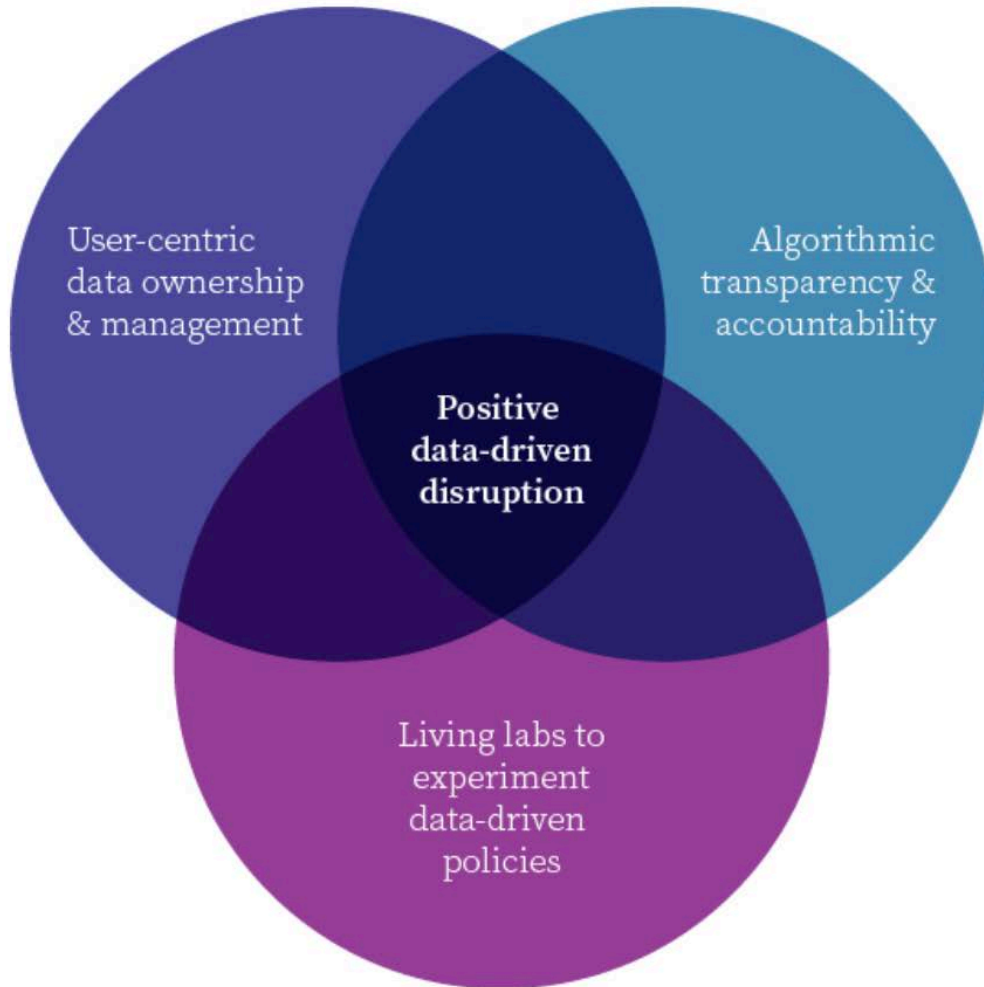 User-centric
data ownership
& management
Algorithmic
transparency &
accountability
Positive
data-driven
disruption
Living labs to
experiment
data-driven
policies